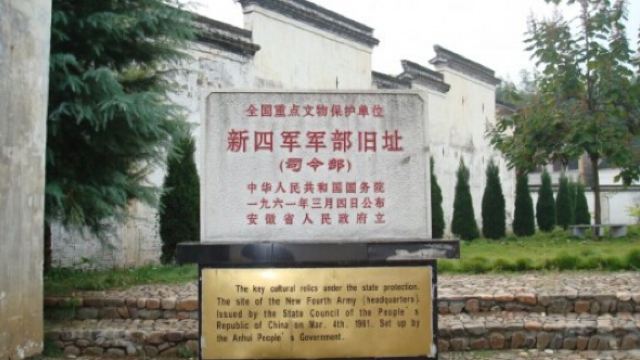 全国重点文物保护单位
新四军军部旧址
(司令部)
中华人民共和国国务院
一九六一年三月四日公布
安徽省人民政府立
The key cultural relics under the state protection.
The site of the New Fourth Army (headquarters)
Issued by the State Council of the People's
Republic of China on Mar. 4th, 1961. Set up by
the Anhui People's Government.